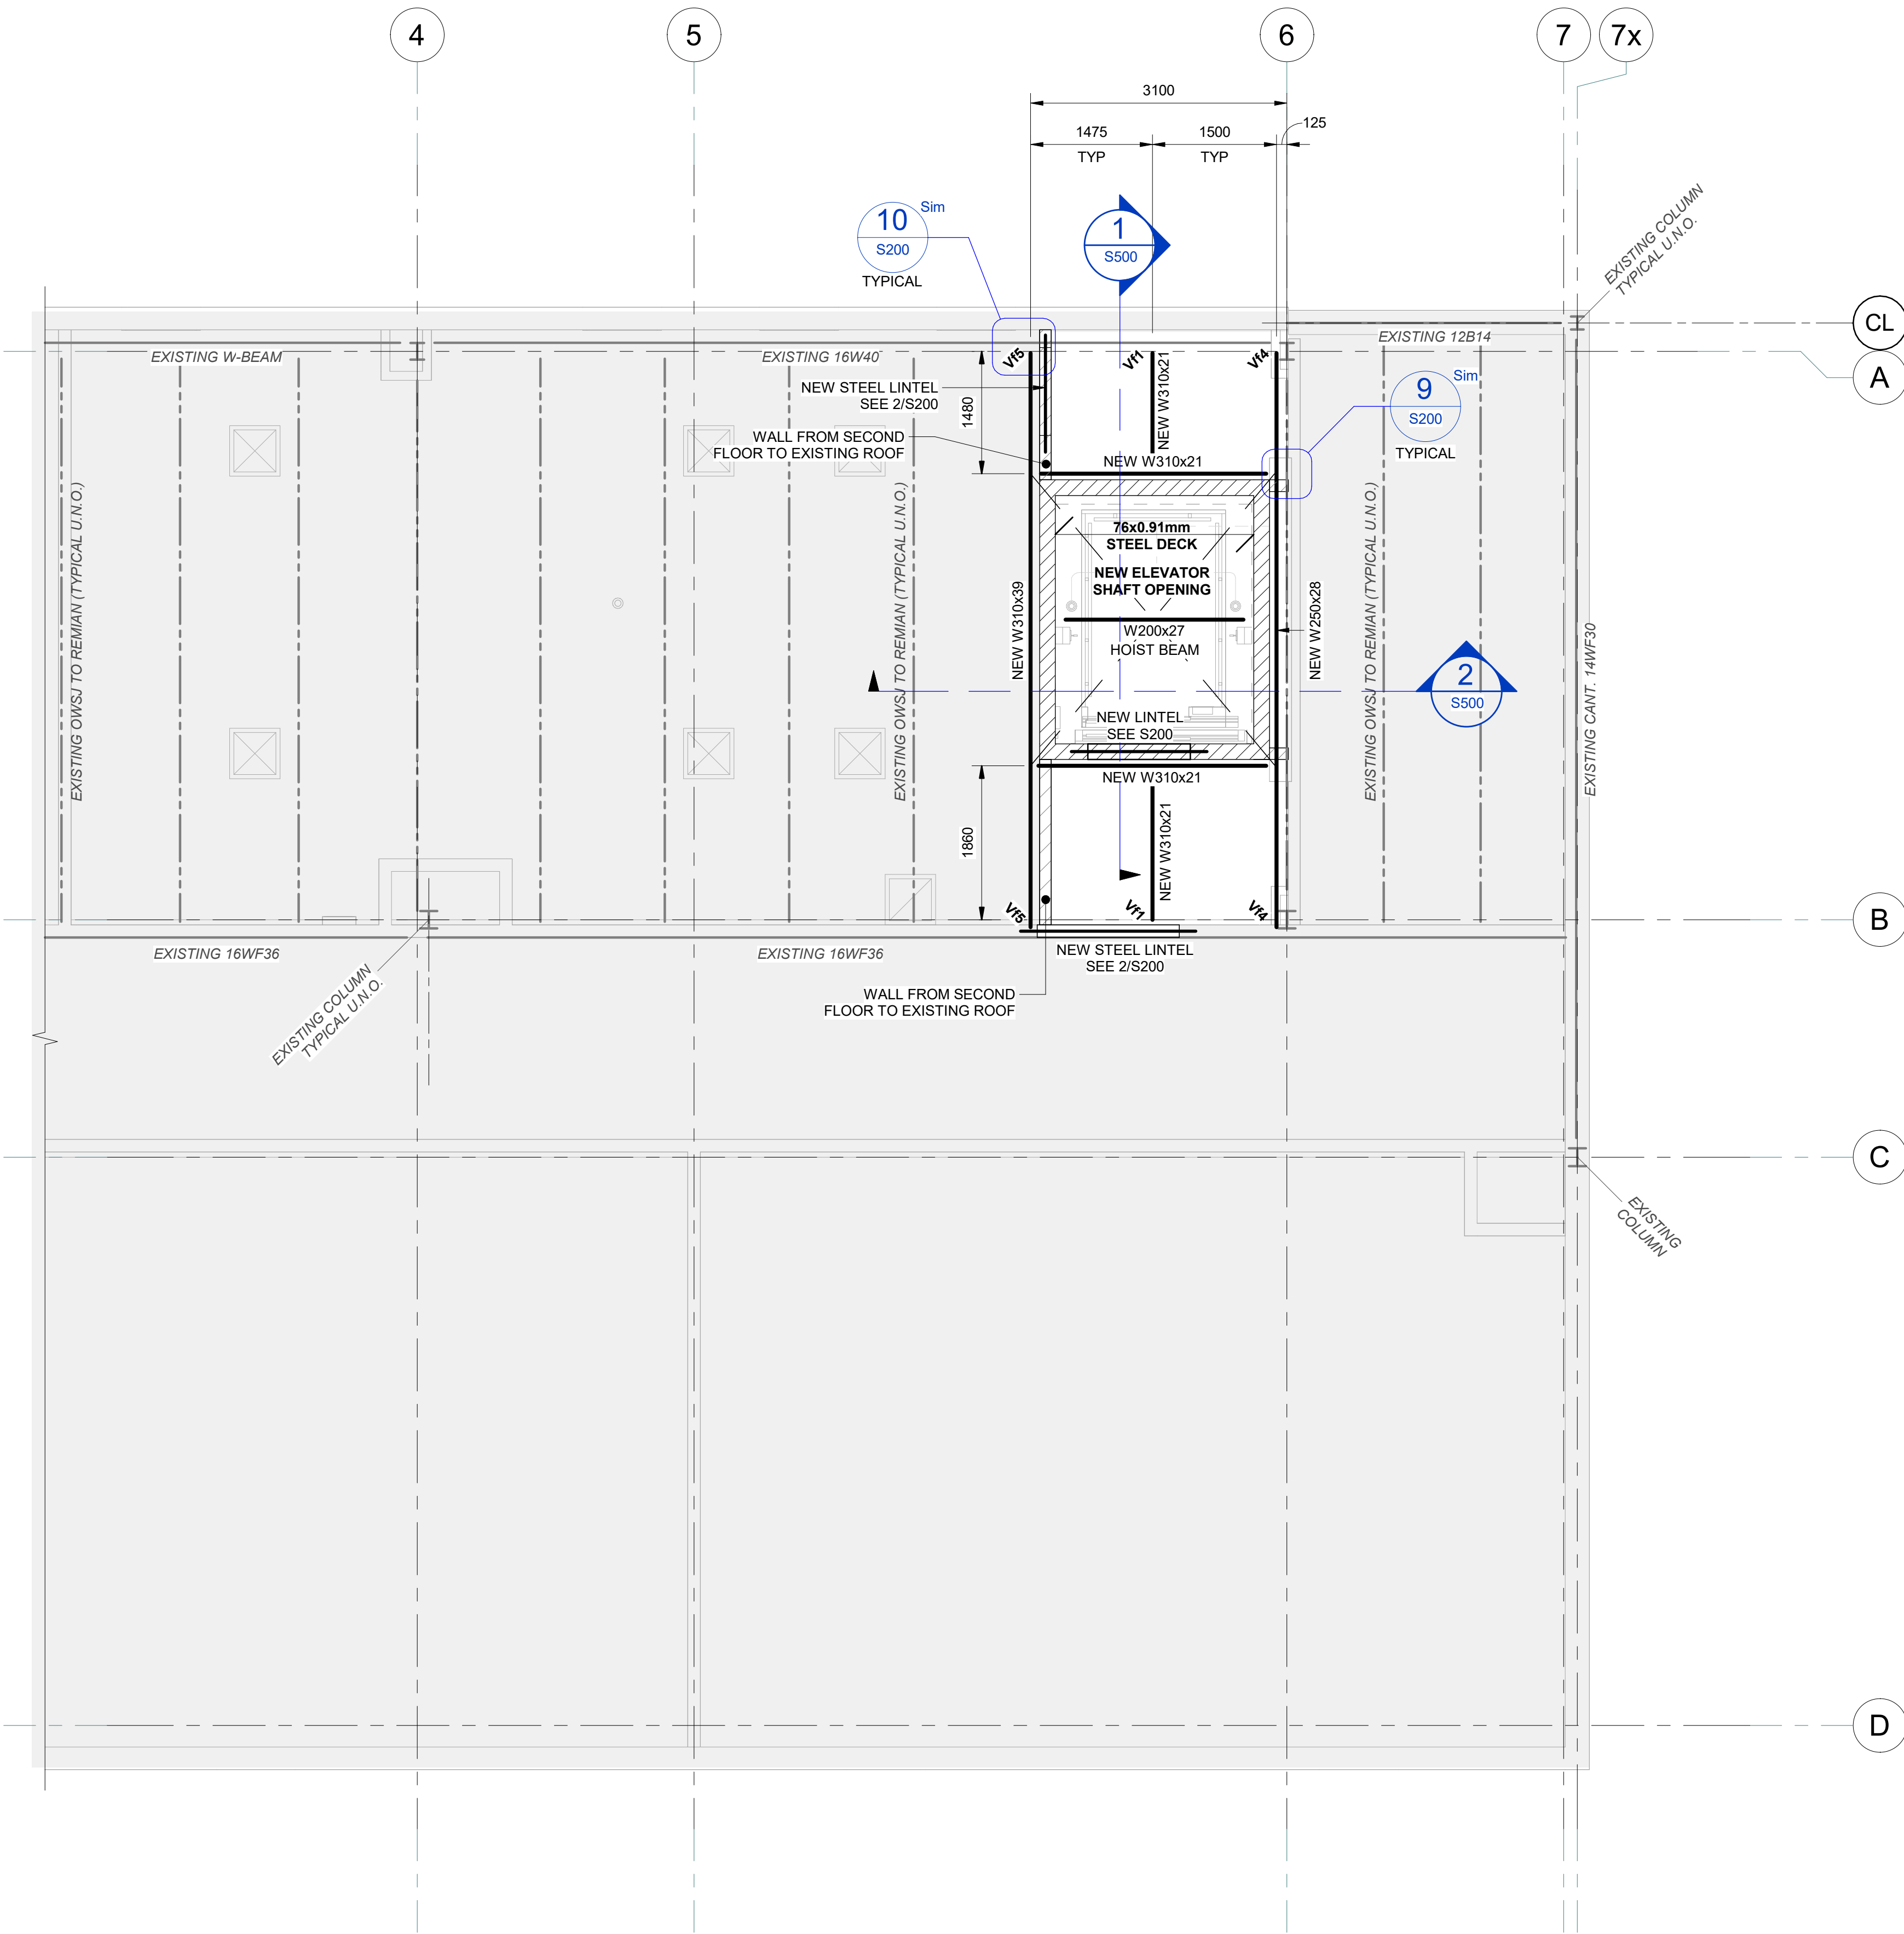 4
5
6
7
7x
3100
1475
TYP
1500
TYP
125
10
S200
Sim
TYPICAL
1
S500
EXISTING COLUMN
TYPICAL U.N.O.
CL
A
EXISTING W-BEAM
EXISTING 16W40
EXISTING 12B14
Vf5
Vf1
Vf4
NEW STEEL LINTEL
SEE 2/S200
1480
NEW W310x21
9
S200
Sim
TYPICAL
WALL FROM SECOND
FLOOR TO EXISTING ROOF
NEW W310x21
EXISTING OWSJ TO REMIAN (TYPICAL U.N.O.)
EXISTING OWSJ TO REMIAN (TYPICAL U.N.O.)
EXISTING OWSJ TO REMIAN (TYPICAL U.N.O.)
76x0.91mm
STEEL DECK
NEW ELEVATOR
SHAFT OPENING
NEW W310x39
W200x27
HOIST BEAM
NEW W250x28
EXISTING CANT. 14WF30
2
S500
NEW LINTEL
SEE S200
NEW W310x21
1860
NEW W310x21
Vf5
Vf1
Vf4
B
EXISTING 16WF36
EXISTING 16WF36
NEW STEEL LINTEL
SEE 2/S200
EXISTING COLUMN
TYPICAL U.N.O.
WALL FROM SECOND
FLOOR TO EXISTING ROOF
C
EXISTING
COLUMN
D